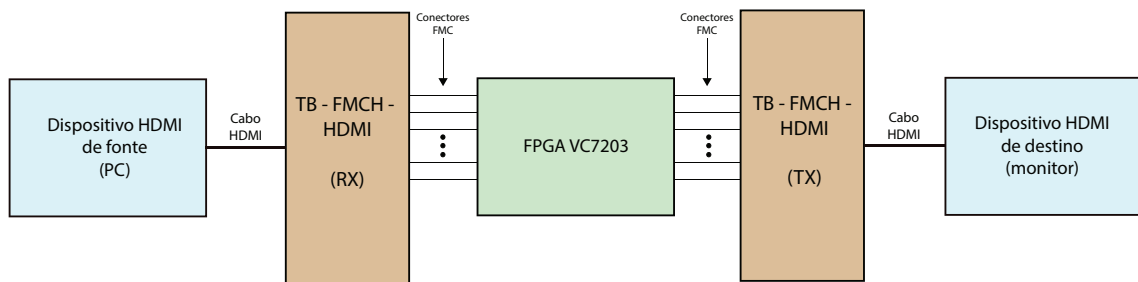 Dispositivo HDMI
de fonte
(PC)
Cabo
HDMI
TB - FMCH -
HDMI
(RX)
Conectores
FMC
FPGA VC7203
Conectores
FMC
TB - FMCH -
HDMI
(TX)
Cabo
HDMI
Dispositivo HDMI
de destino
(monitor)